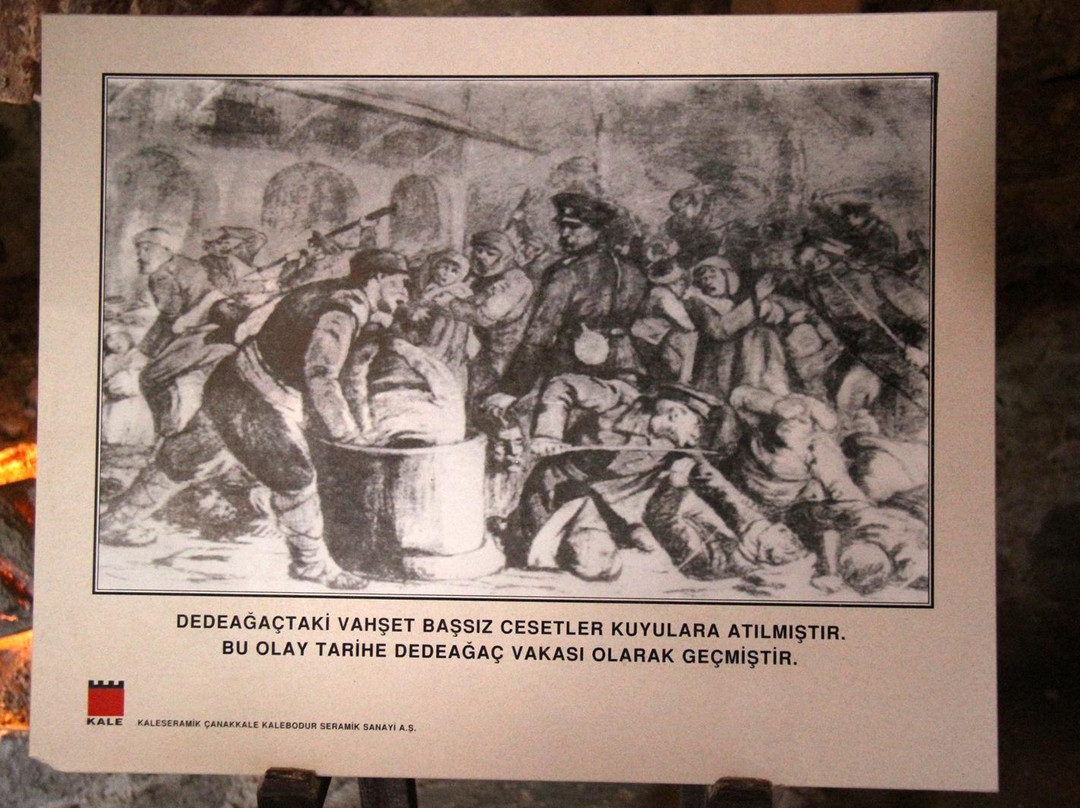 DEDEAĞAÇTAKİ VAHŞET BAŞSIZ CESETLER KUYULARA ATILMIŞTIR.
BU OLAY TARİHE DEDEAĞAÇ VAKASI OLARAK GEÇMİŞTİR.
KALE
KALESERAMİK ÇANAKKALE KALEBODUR SERAMİK SANAYİ A.Ş.